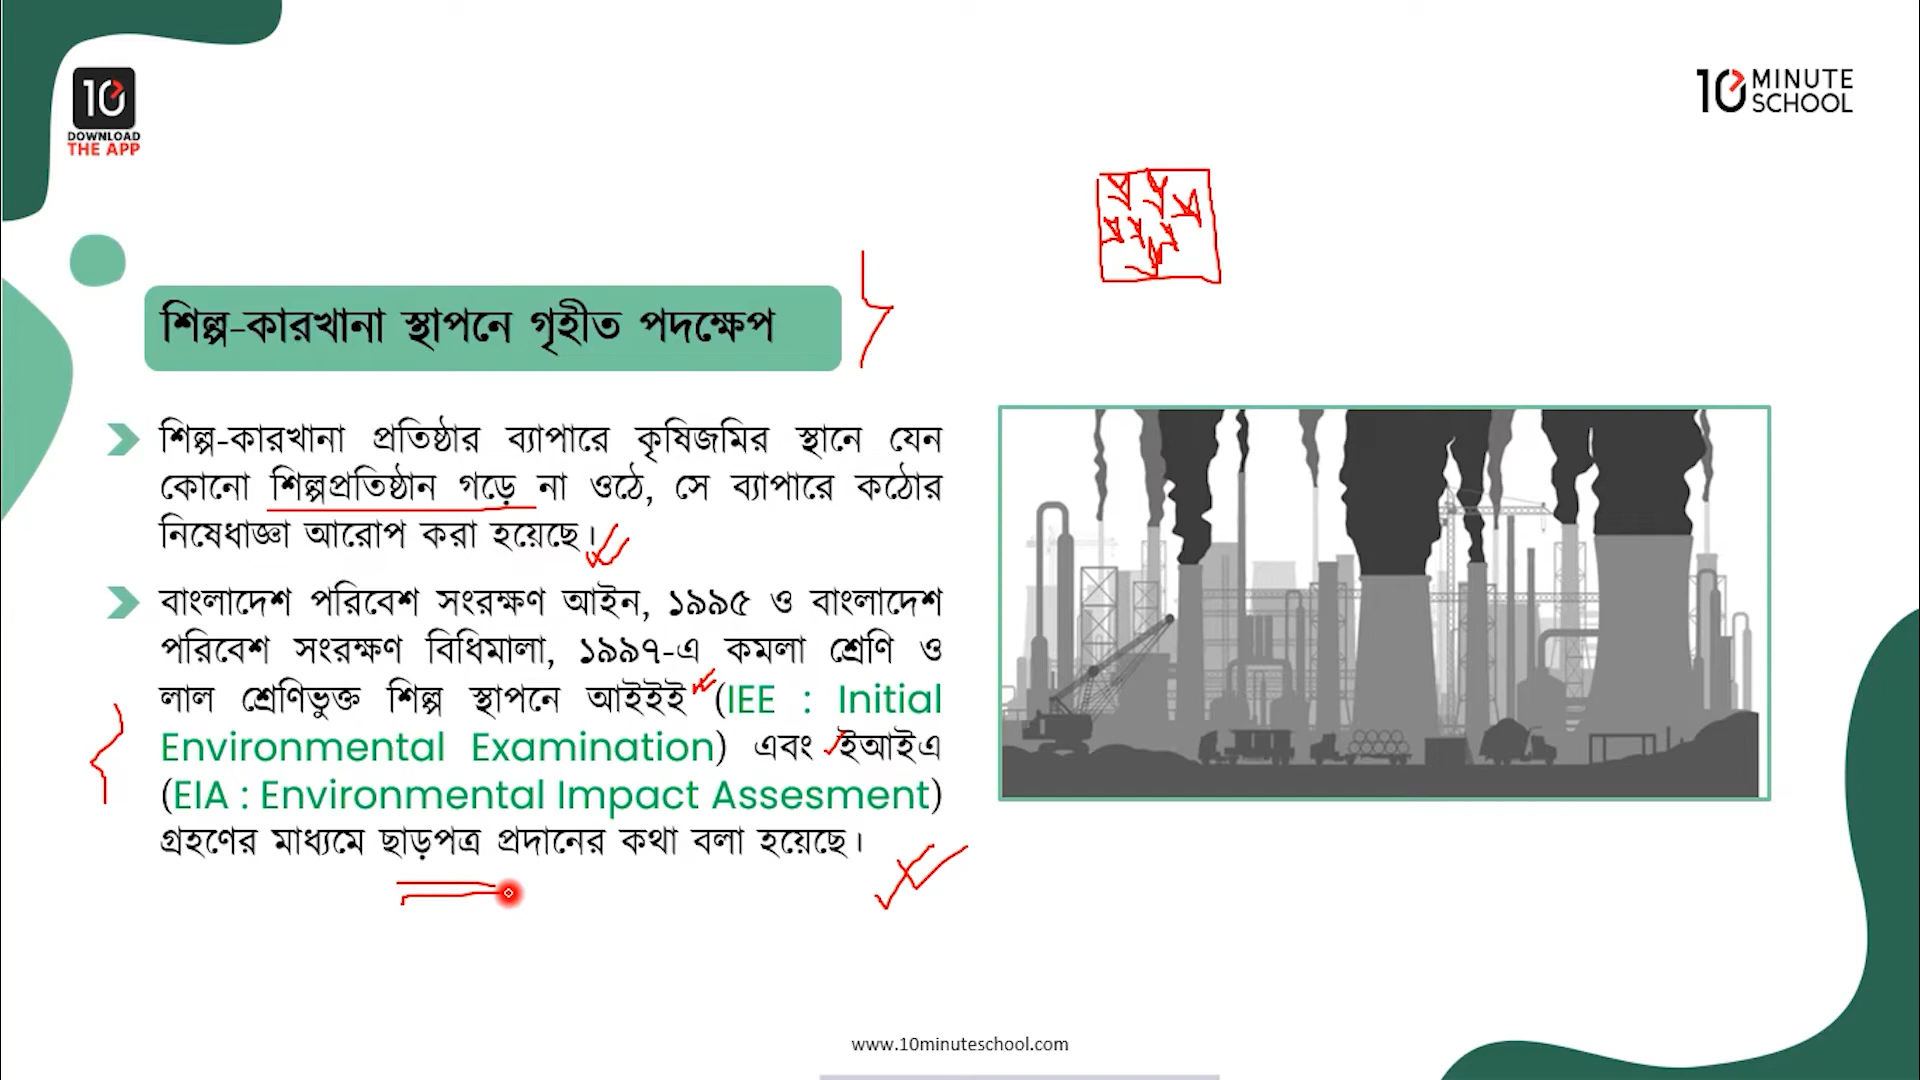 10
DOWNLOAD
THE APP
10 MINUTE
SCHOOL
শিল্প-কারখানা স্থাপনে গৃহীত পদক্ষেপ
শিল্প-কারখানা প্রতিষ্ঠার ব্যাপারে কৃষিজমির স্থানে যেন
কোনো শিল্পপ্রতিষ্ঠান গড়ে না ওঠে, সে ব্যাপারে কঠোর
নিষেধাজ্ঞা আরোপ করা হয়েছে।
বাংলাদেশ পরিবেশ সংরক্ষণ আইন, ১৯৯৫ ও বাংলাদেশ
পরিবেশ সংরক্ষণ বিধিমালা, ১৯৯৭-এ কমলা শ্রেণি ও
লাল শ্রেণিভুক্ত শিল্প স্থাপনে আইইই (IEE : Initial
Environmental Examination) এবং ইআইএ
(EIA : Environmental Impact Assesment)
গ্রহণের মাধ্যমে ছাড়পত্র প্রদানের কথা বলা হয়েছে।
www.10minuteschool.com